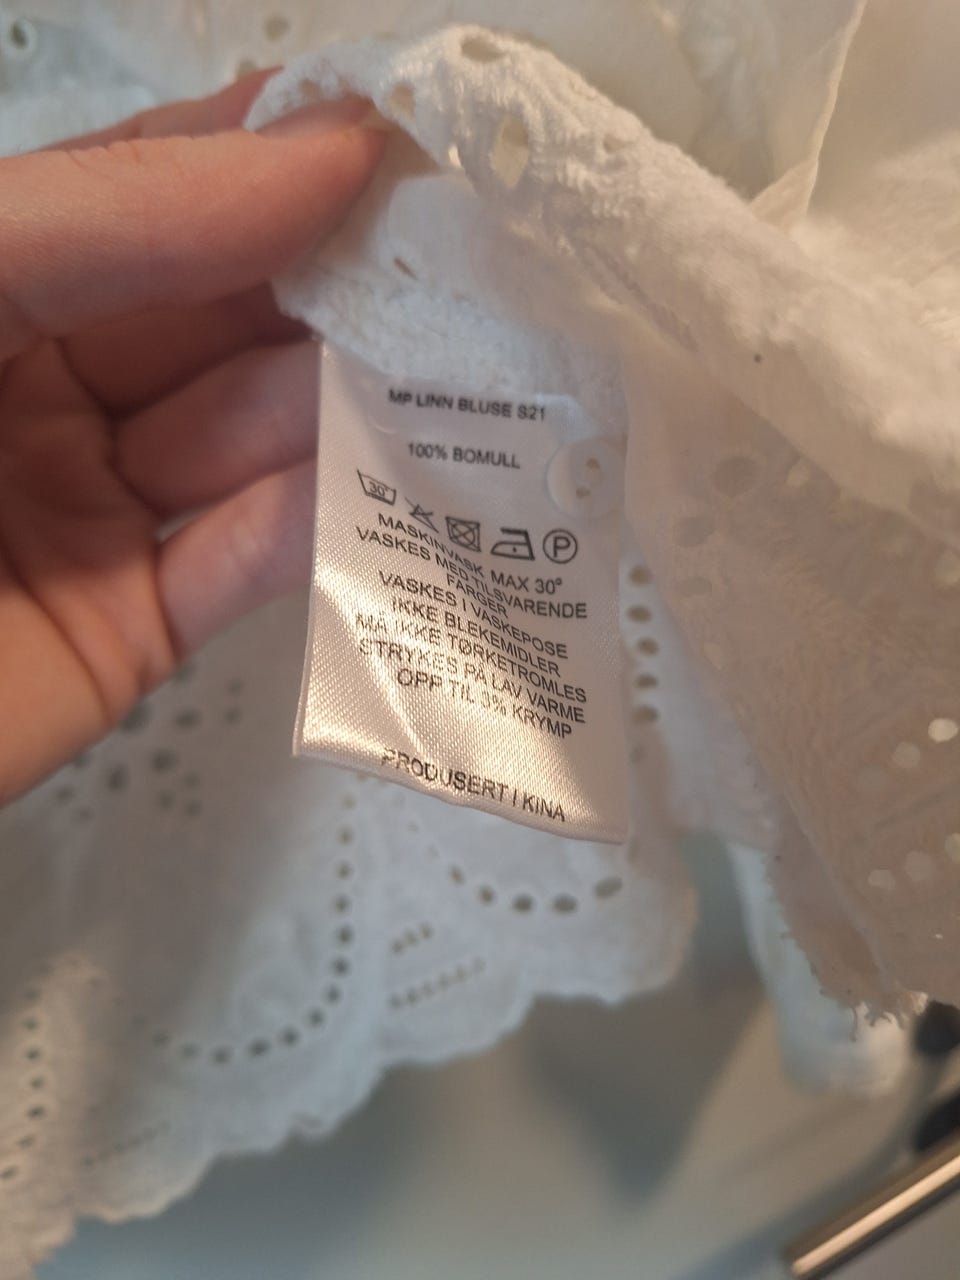 MP LINN BLUSE S21
100% BOMULL
30°
P
MASKINVASK MAX 30°
VASKES MED TILSVARENDE
FARGER
VASKES I VASKEPOSE
IKKE BLEKEMIDLER
MÅ IKKE TØRKETROMLES
STRYKES PÅ LAV VARME
OPP TIL 3% KRYMP
PRODUSERT I KINA